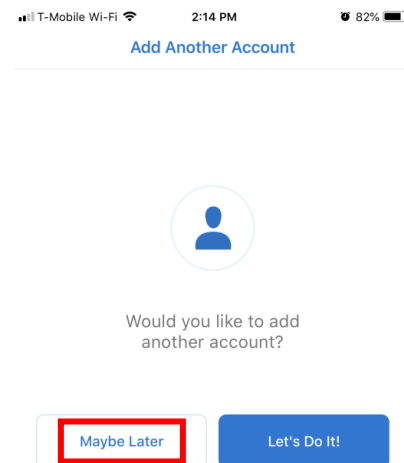 T-Mobile Wi-Fi 2:14 PM 82%
Add Another Account
Would you like to add
another account?
Maybe Later Let's Do It!